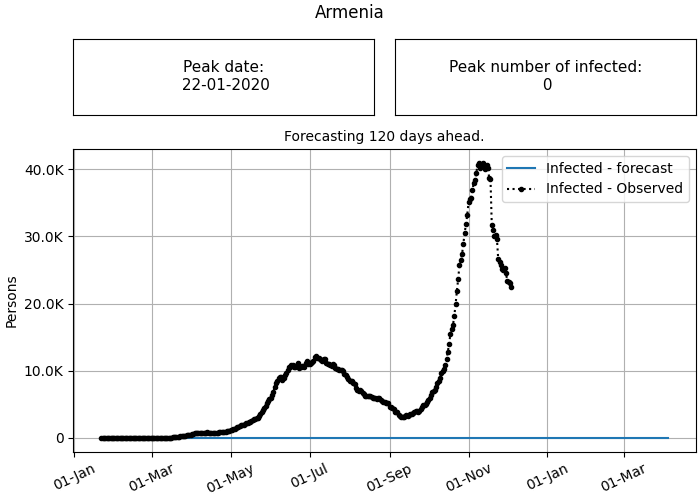 Armenia
Peak date:
22-01-2020
Peak number of infected:
0
Forecasting 120 days ahead.
Infected - forecast
Infected - Observed
Persons
40.0K
30.0K
20.0K
10.0K
0
01-Jan
01-Mar
01-May
01-Jul
01-Sep
01-Nov
01-Jan
01-Mar